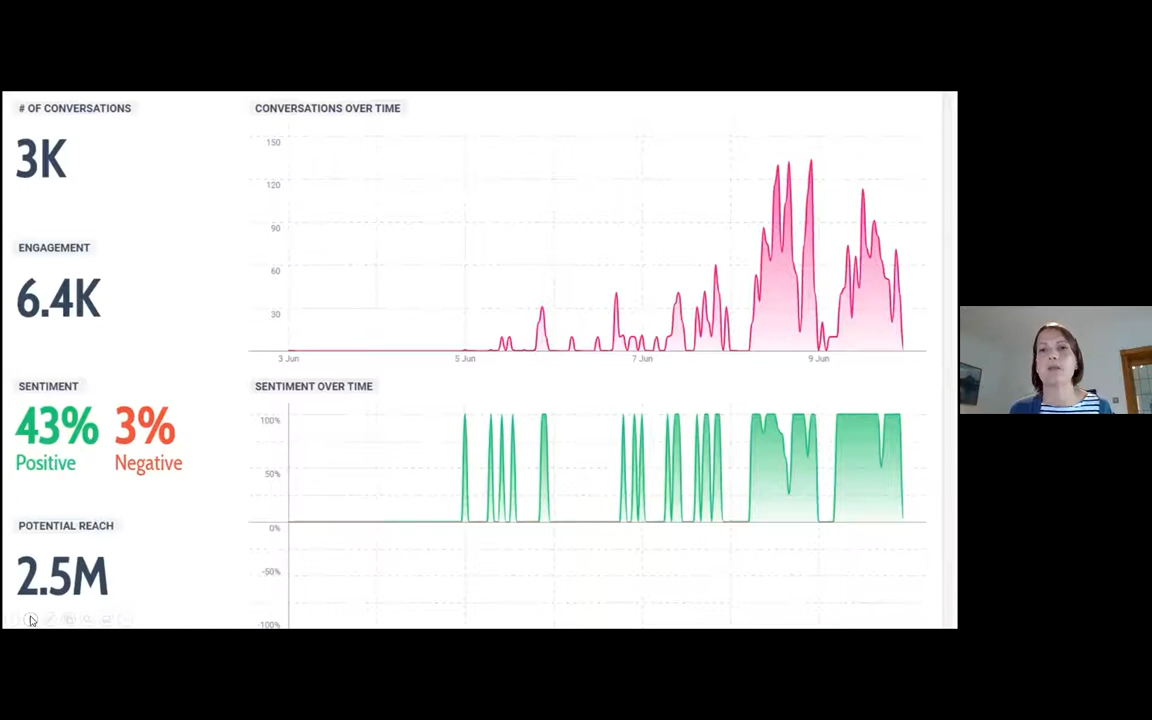 # OF CONVERSATIONS
3K
ENGAGEMENT
6.4K
SENTIMENT
43% 3%
Positive Negative
POTENTIAL REACH
2.5M
CONVERSATIONS OVER TIME
150
120
90
60
30
3 Jun 5 Jun 7 Jun 9 Jun
SENTIMENT OVER TIME
100%
50%
0%
-50%
-100%